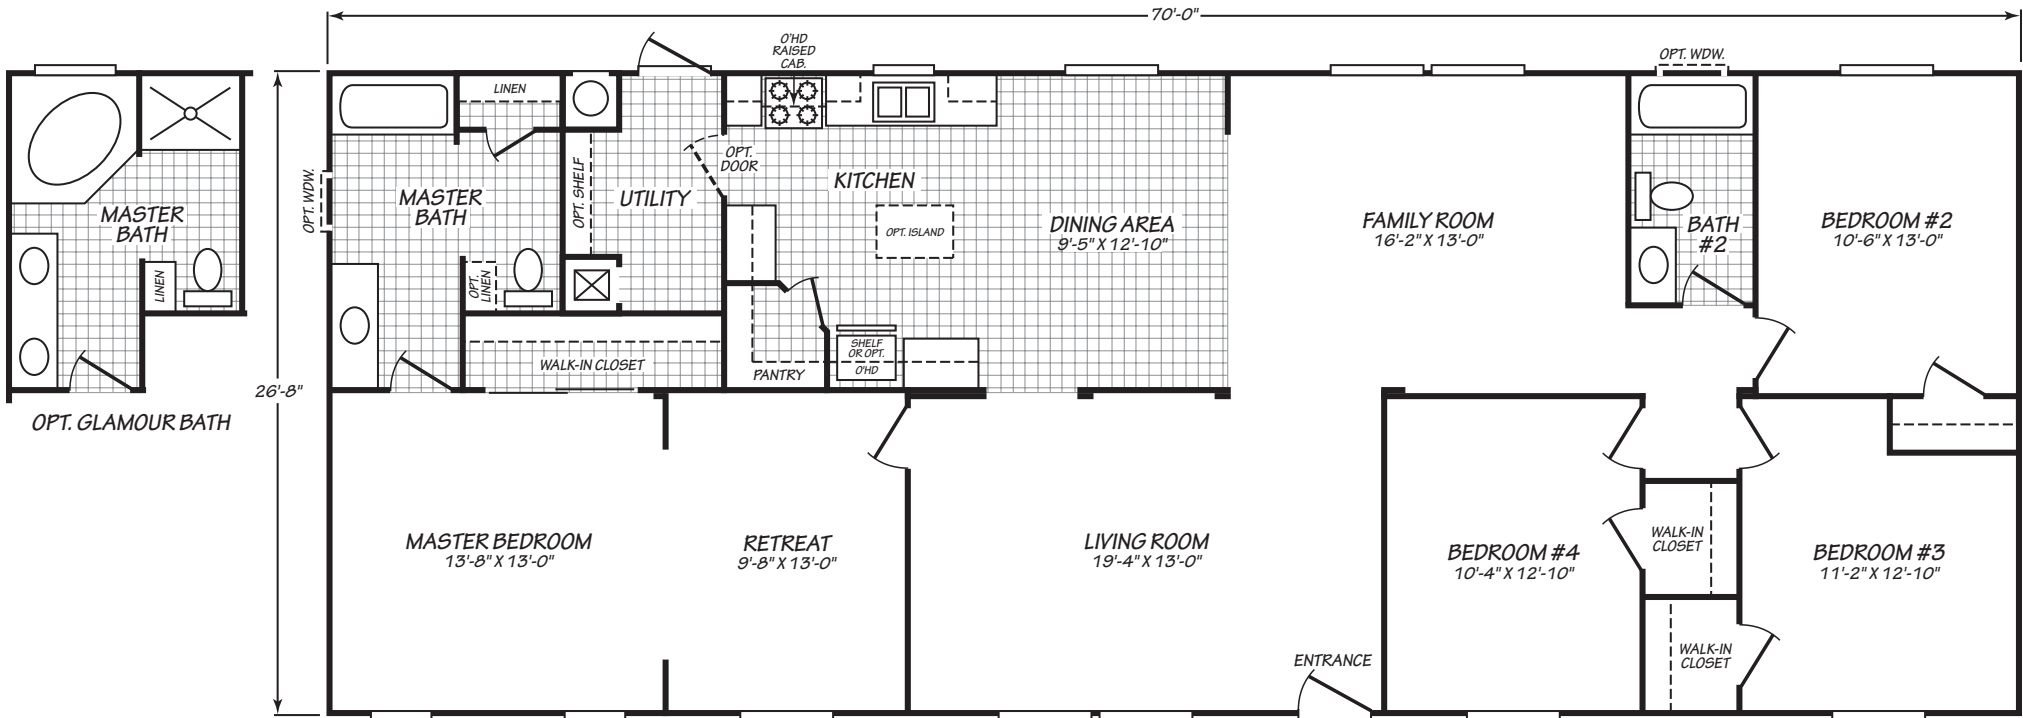 70'-0"
O'HD
RAISED
CAB.
OPT. WDW.
LINEN
OPT. SHELF
OPT.
DOOR
KITCHEN
OPT. WDW.
MASTER
BATH
UTILITY
MASTER
BATH
OPT. ISLAND
DINING AREA
9'-5" X 12'-10"
FAMILY ROOM
16'-2" X 13'-0"
BATH
#2
BEDROOM #2
10'-6" X 13'-0"
LINEN
OPT.
LINEN
SHELF
OR OPT.
O'HD
WALK-IN CLOSET
PANTRY
26'-8"
OPT. GLAMOUR BATH
MASTER BEDROOM
13'-8" X 13'-0"
RETREAT
9'-8" X 13'-0"
LIVING ROOM
19'-4" X 13'-0"
BEDROOM #4
10'-4" X 12'-10"
WALK-IN
CLOSET
BEDROOM #3
11'-2" X 12'-10"
WALK-IN
CLOSET
ENTRANCE